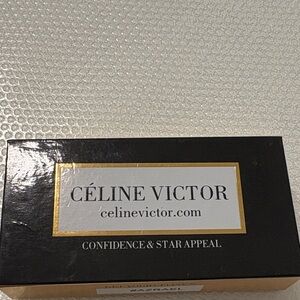 CÉLINE VICTOR
celinevictor.com
CONFIDENCE & STAR APPEAL.